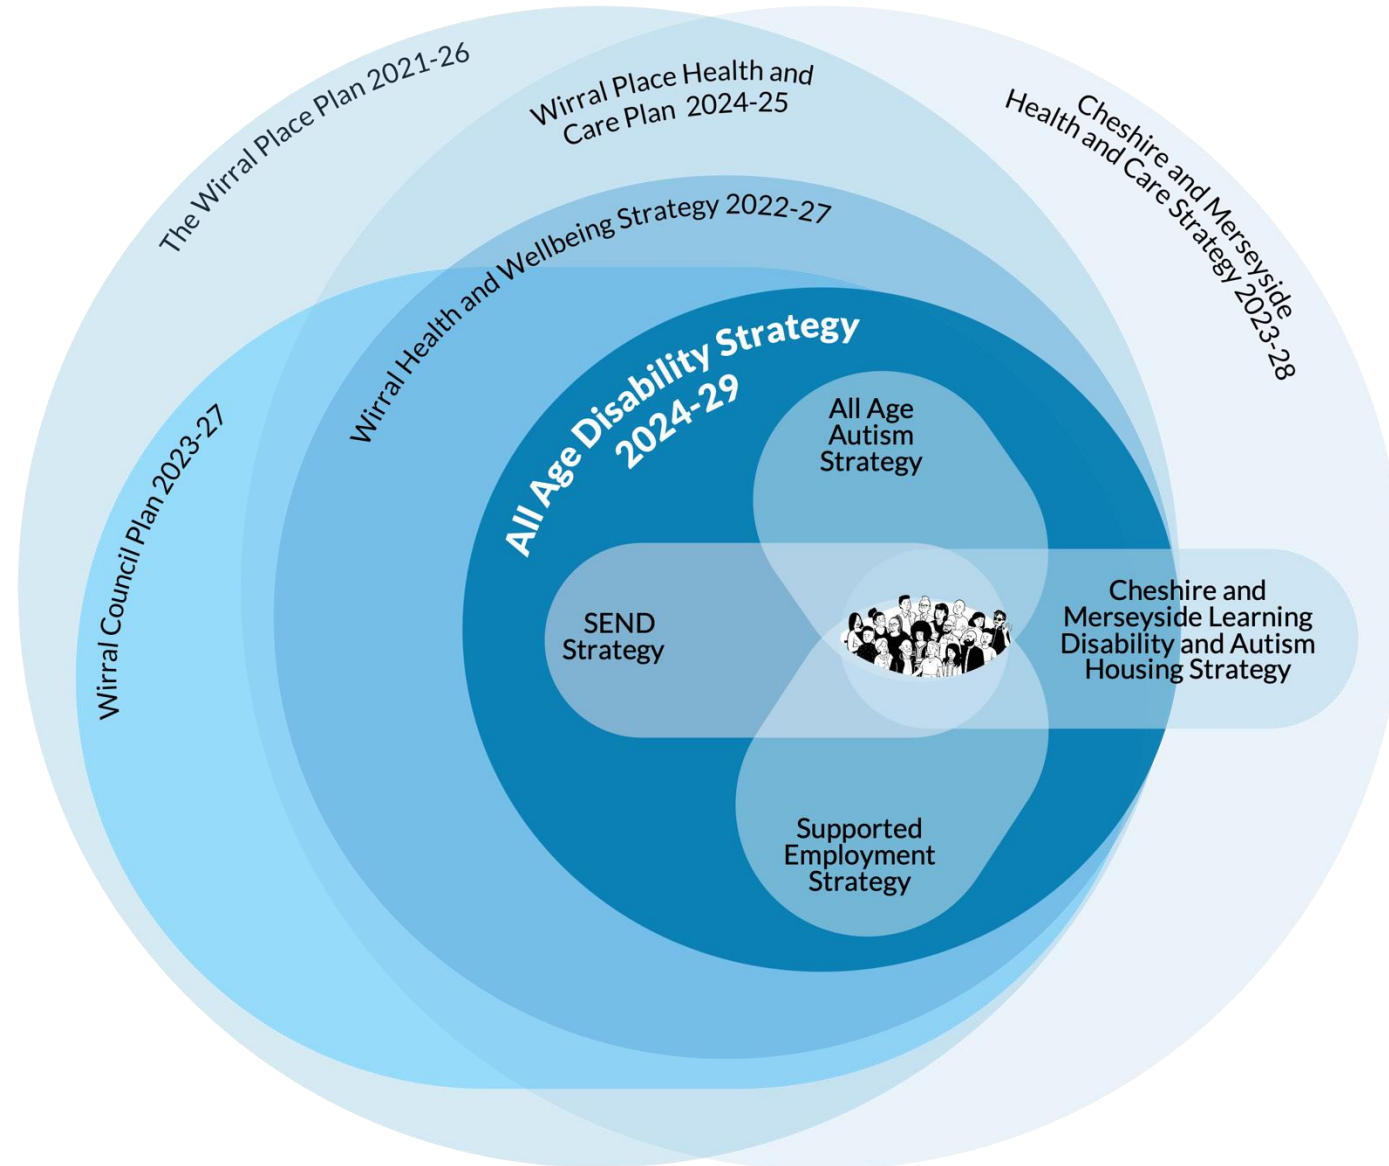 The Wirral Place Plan 2021-26
Wirral Place Health and
Care Plan 2024-25
Cheshire and Merseyside
Health and Care Strategy 2023-28
Wirral Health and Wellbeing Strategy 2022-27
Wirral Council Plan 2023-27
All Age Disability Strategy
2024-29
All Age
Autism
Strategy
SEND
Strategy
Cheshire and
Merseyside Learning
Disability and Autism
Housing Strategy
Supported
Employment
Strategy